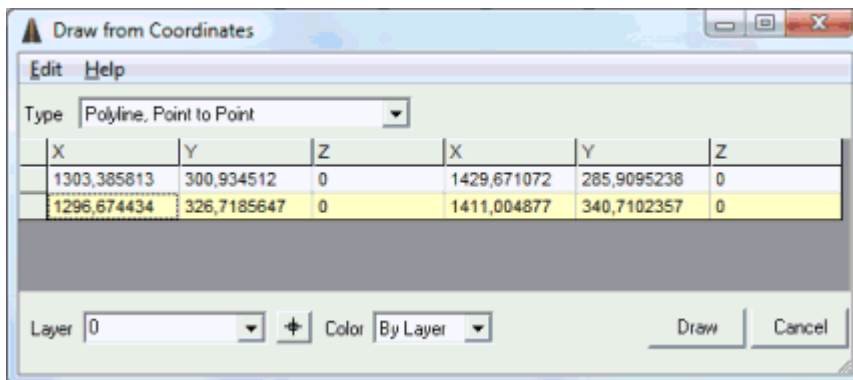 Draw from Coordinates
Edit Help
Type Polyline, Point to Point
X Y Z X Y Z
1303,385813 300,934512 0 1429,671072 285,9095238 0
1296,674434 326,7185647 0 1411,004877 340,7102357 0
Layer 0 Color By Layer Draw Cancel